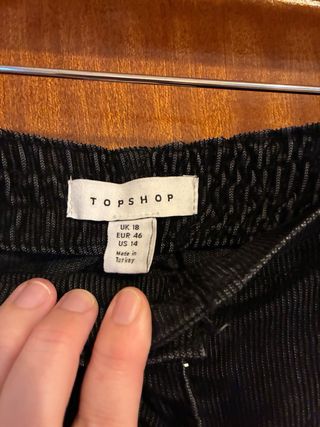 TOPSHOP
UK 18
EUR 46
US 14
Made in
Turkey